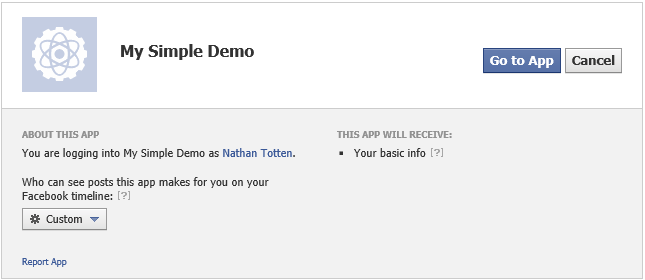 My Simple Demo
Go to App
Cancel
ABOUT THIS APP
You are logging into My Simple Demo as Nathan Totten.
Who can see posts this app makes for you on your
Facebook timeline: [?]
Custom
Report App
THIS APP WILL RECEIVE:
▪ Your basic info [?]